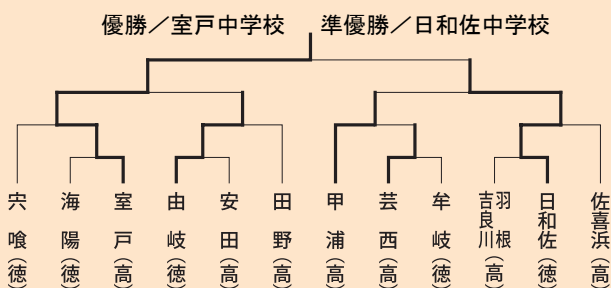 優勝／室戸中学校　準優勝／日和佐中学校
宍喰（徳）
海陽（徳）
室戸（高）
由岐（徳）
安田（高）
田野（高）
甲浦（高）
芸西（高）
牟岐（徳）
羽根
吉良川（高）
日和佐（徳）
佐喜浜（高）